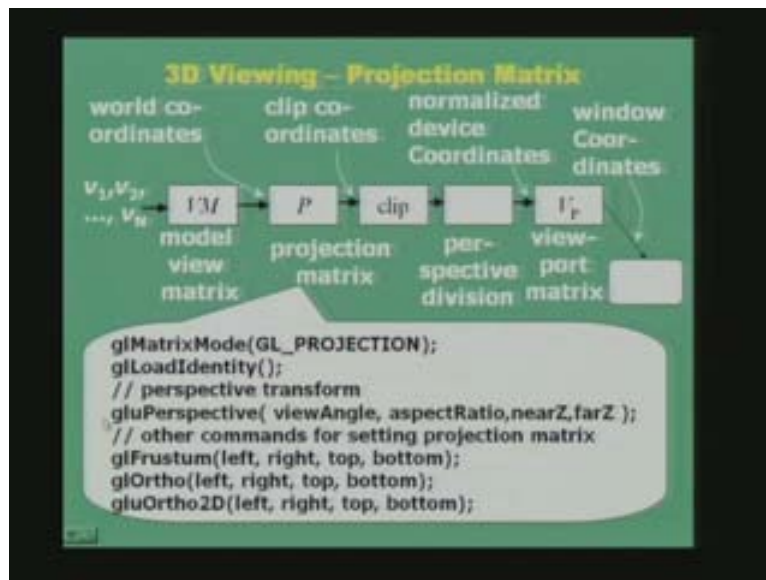 3D Viewing – Projection Matrix
world co-
ordinates
clip co-
ordinates
normalized
device
Coordinates
window
Coor-
dinates
v1,v2,
..., vN
VM
P
clip
VP
model
view
matrix
projection
matrix
per-
spective
division
view-
port
matrix
glMatrixMode(GL_PROJECTION);
glLoadIdentity();
// perspective transform
gluPerspective( viewAngle, aspectRatio,nearZ,farZ );
// other commands for setting projection matrix
glFrustum(left, right, top, bottom);
glOrtho(left, right, top, bottom);
gluOrtho2D(left, right, top, bottom);